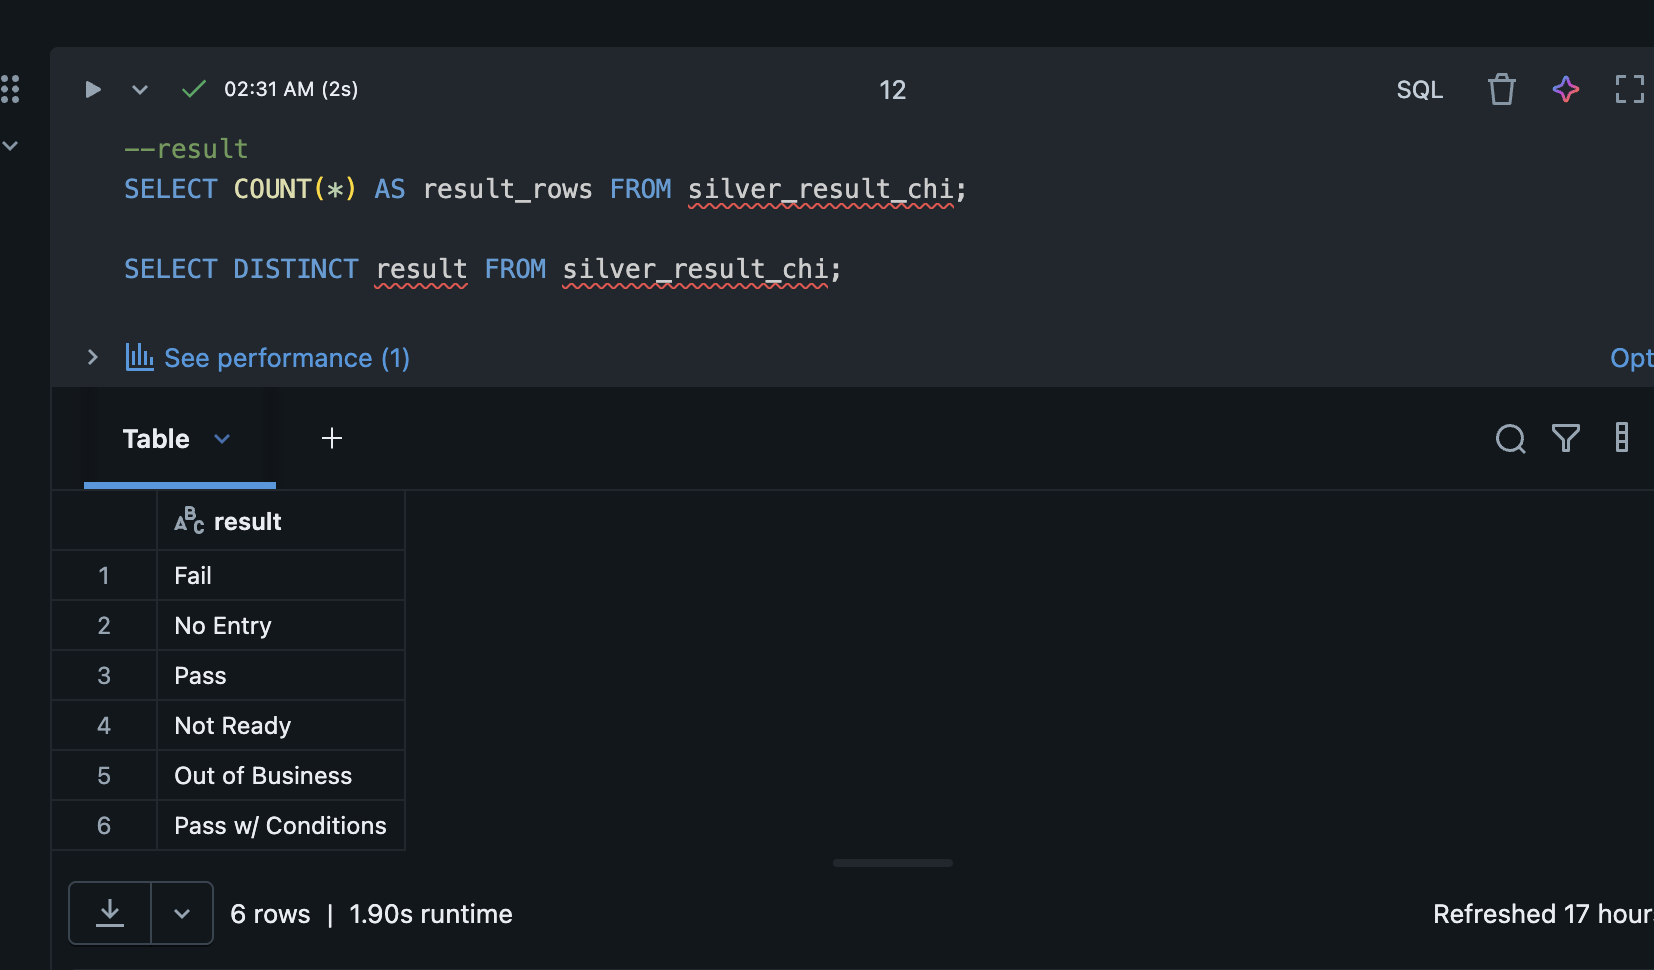 02:31 AM (2s)
12
SQL
--result
SELECT COUNT(*) AS result_rows FROM silver_result_chi;
SELECT DISTINCT result FROM silver_result_chi;
See performance (1)
Opt
Table
ABC result
1 Fail
2 No Entry
3 Pass
4 Not Ready
5 Out of Business
6 Pass w/ Conditions
6 rows | 1.90s runtime
Refreshed 17 hour